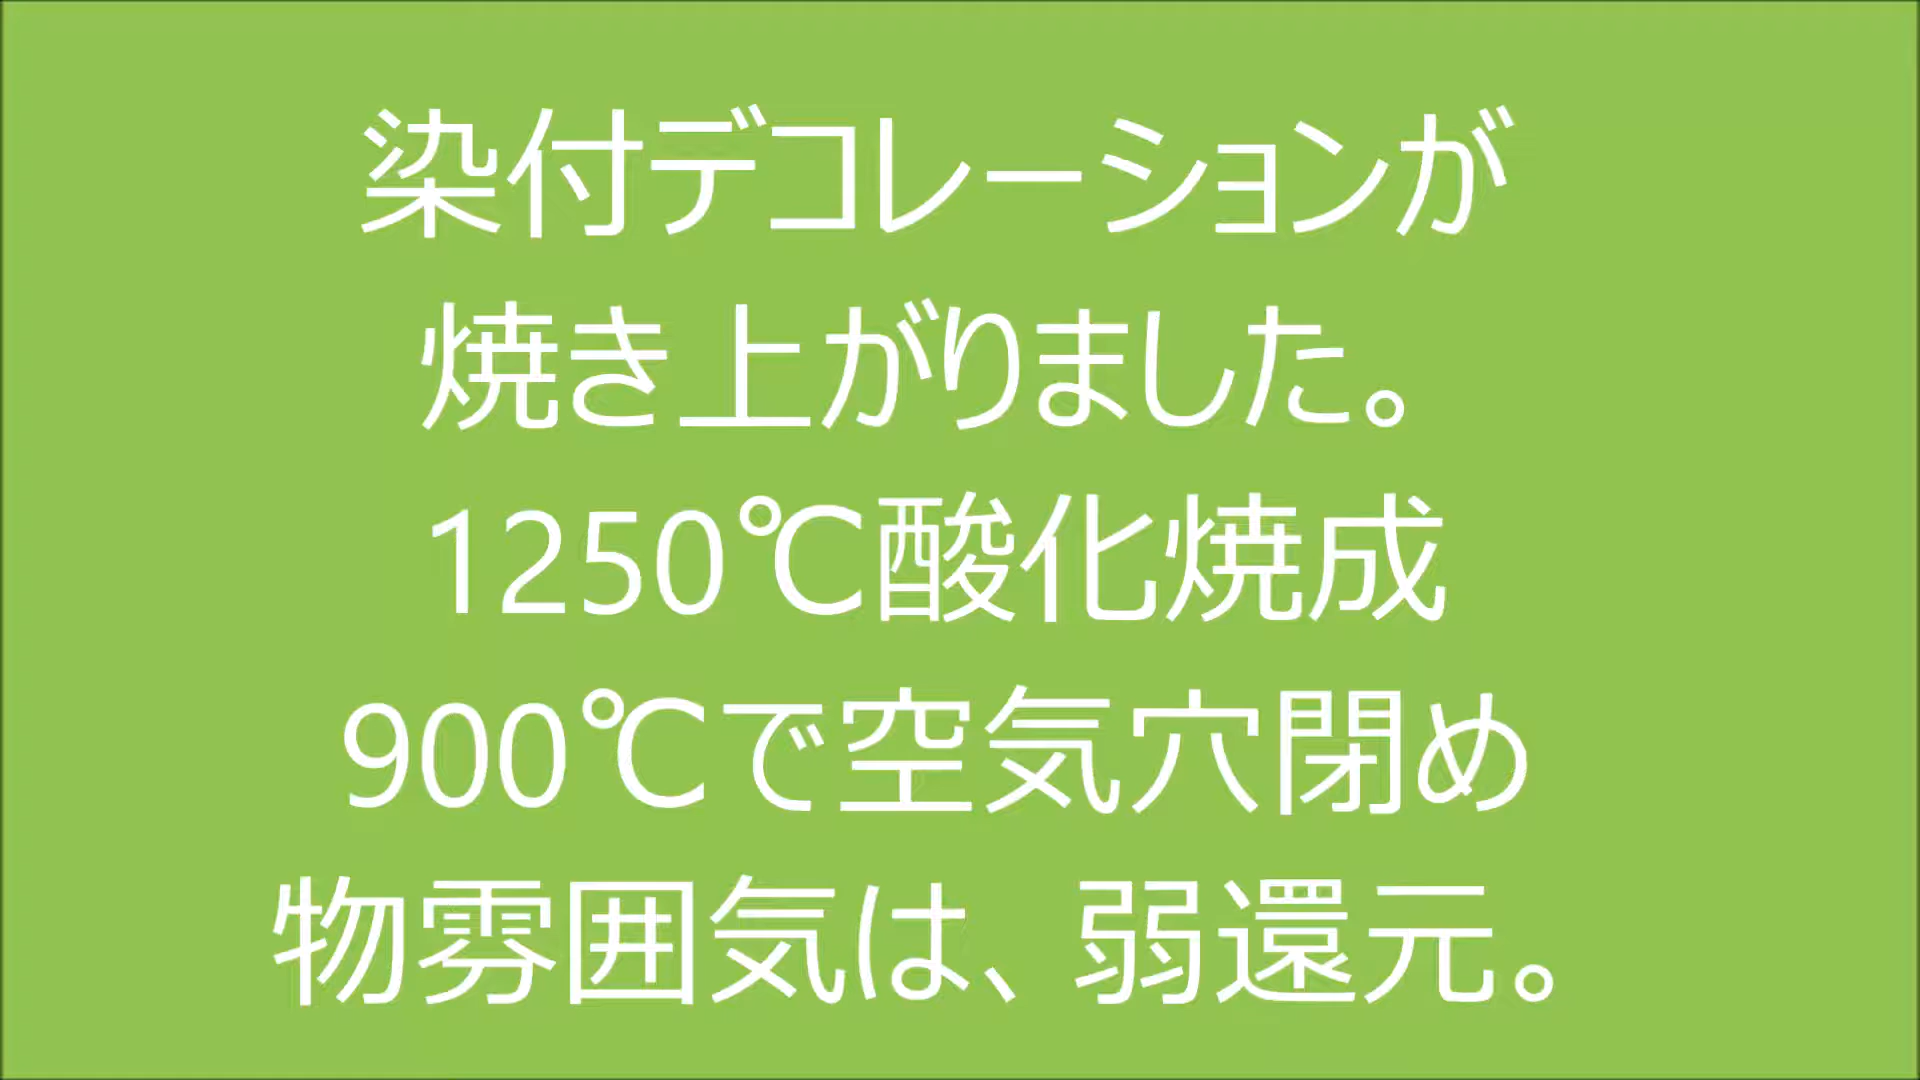 染付デコレーションが
焼き上がりました。
1250℃酸化焼成
900℃で空気穴閉め
物雰囲気は、弱還元。